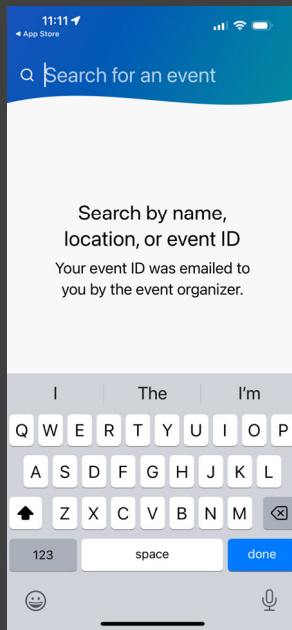 11:11
◀ App Store
Search for an event
Search by name,
location, or event ID
Your event ID was emailed to
you by the event organizer.
I The I'm
Q W E R T Y U I O P
A S D F G H J K L
Z X C V B N M
123 space done